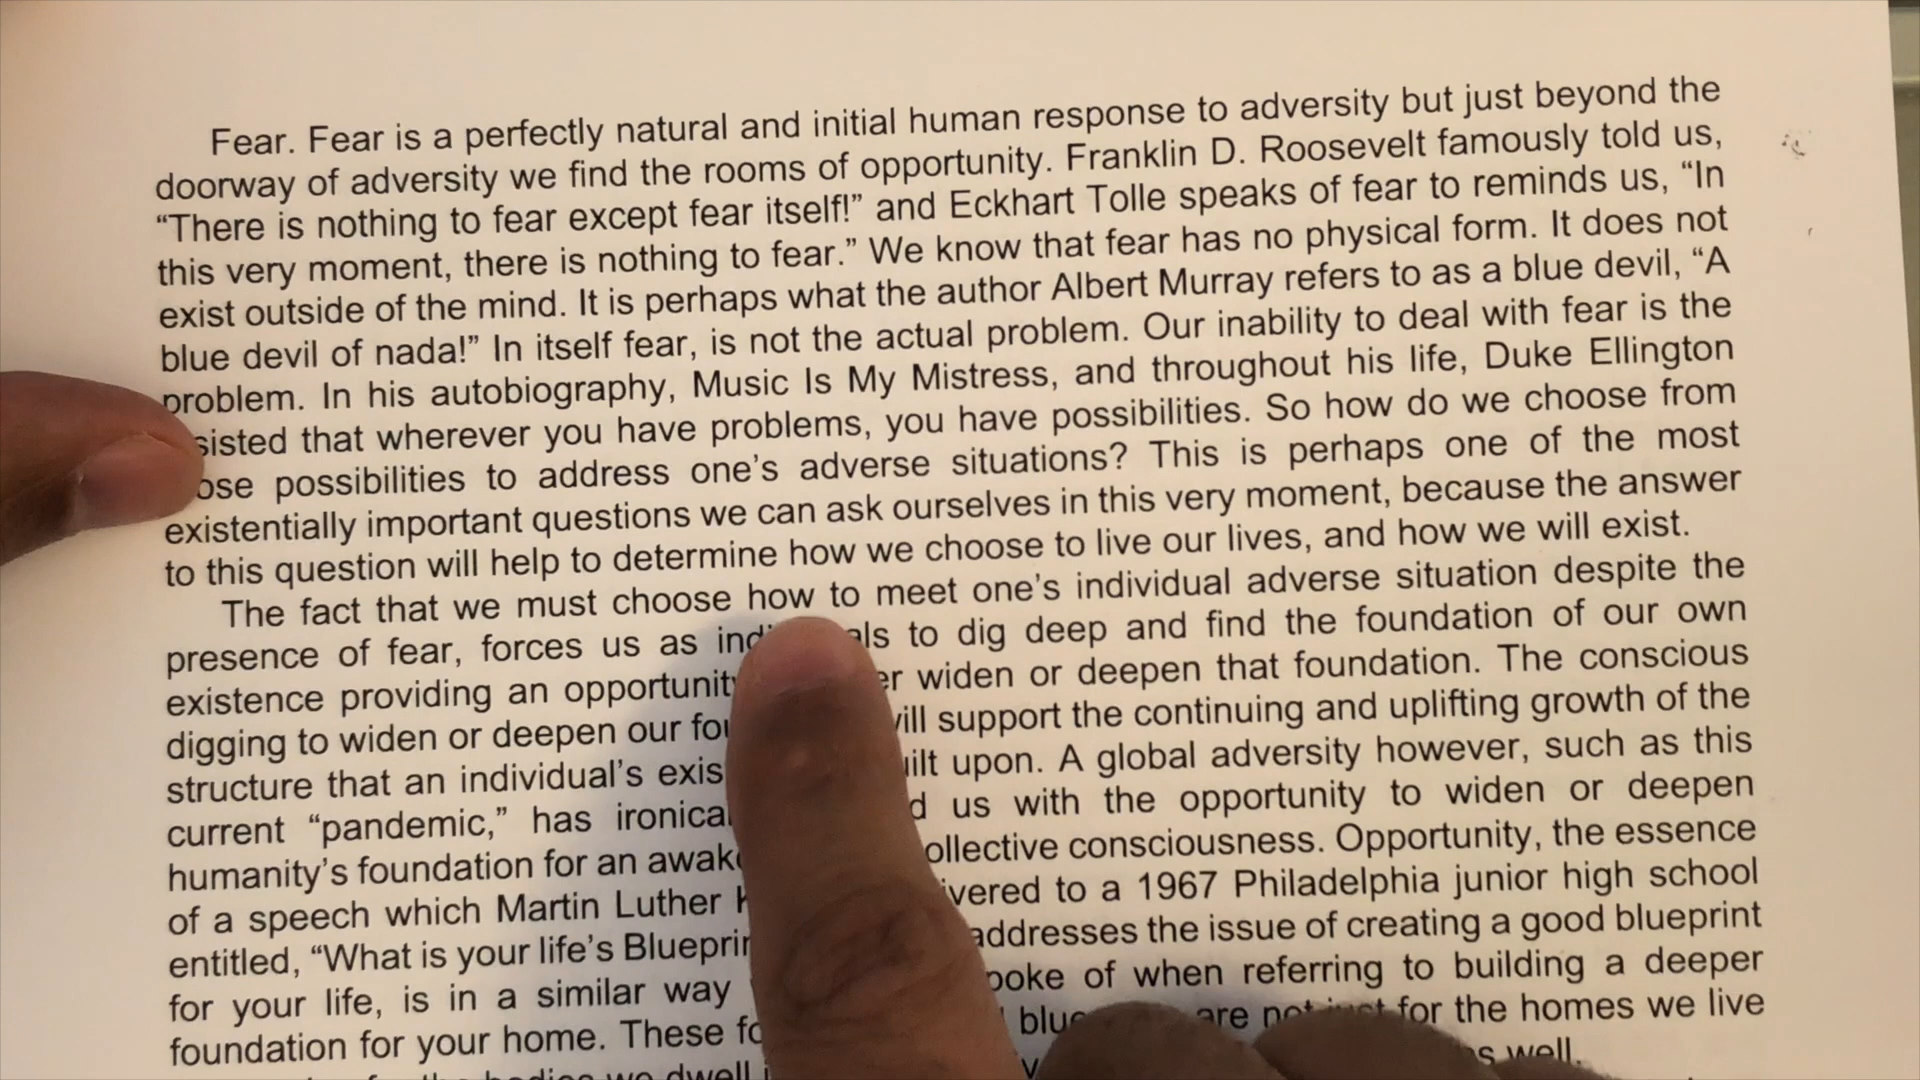 Fear. Fear is a perfectly natural and initial human response to adversity but just beyond the
doorway of adversity we find the rooms of opportunity. Franklin D. Roosevelt famously told us,
“There is nothing to fear except fear itself!” and Eckhart Tolle speaks of fear to reminds us, “In
this very moment, there is nothing to fear.” We know that fear has no physical form. It does not
exist outside of the mind. It is perhaps what the author Albert Murray refers to as a blue devil, “A
blue devil of nada!” In itself fear, is not the actual problem. Our inability to deal with fear is the
problem. In his autobiography, Music Is My Mistress, and throughout his life, Duke Ellington
that wherever you have problems, you have possibilities. So how do we choose from
possibilities to address one’s adverse situations? This is perhaps one of the most
existentially important questions we can ask ourselves in this very moment, because the answer
to this question will help to determine how we choose to live our lives, and how we will exist.
The fact that we must choose how to meet one’s individual adverse situation despite the
presence of fear, forces us as to dig deep and find the foundation of our own
existence providing an widen or deepen that foundation. The conscious
digging to widen or deepen our support the continuing and uplifting growth of the
structure that an individual’s upon. A global adversity however, such as this
current “pandemic,” has us with the opportunity to widen or deepen
humanity’s foundation for an consciousness. Opportunity, the essence
of a speech which Martin Luther to a 1967 Philadelphia junior high school
entitled, “What is your life’s addresses the issue of creating a good blueprint
for your life, is in a similar way of when referring to building a deeper
foundation for your home. These are for the homes we live
we dwell well.